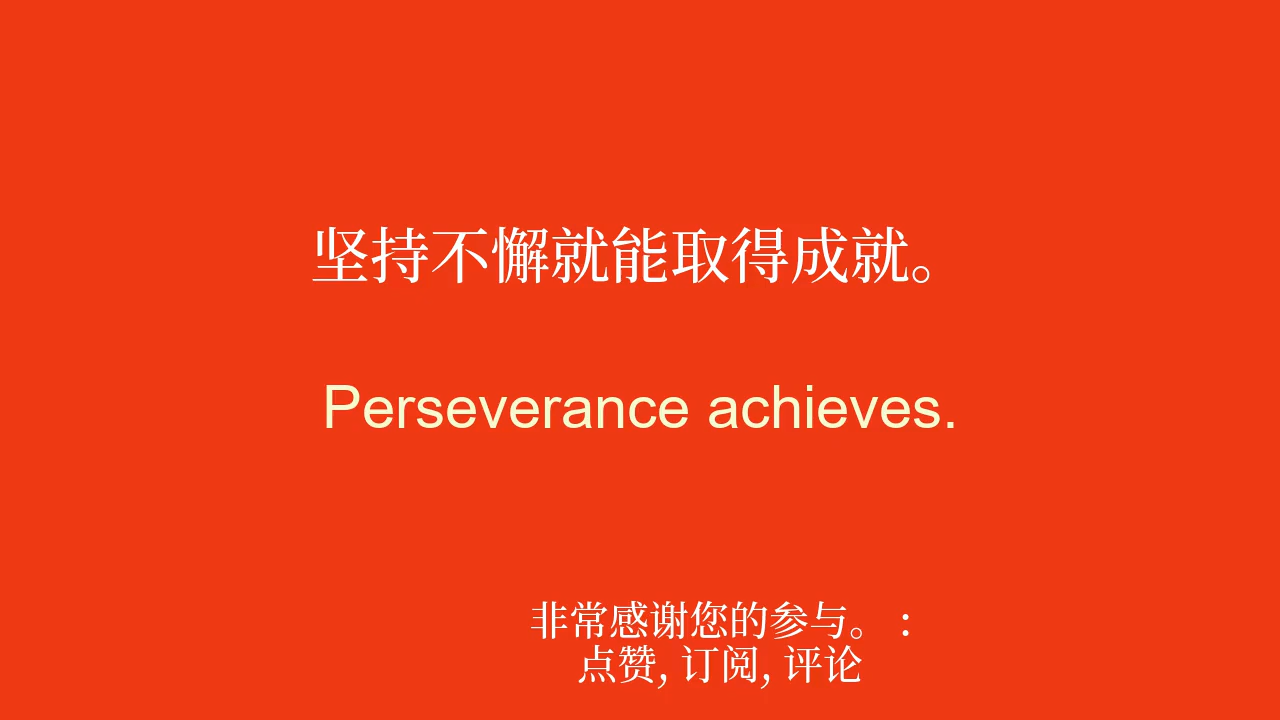 坚持不懈就能取得成就。
Perseverance achieves.
非常感谢您的参与。 :
点赞, 订阅, 评论